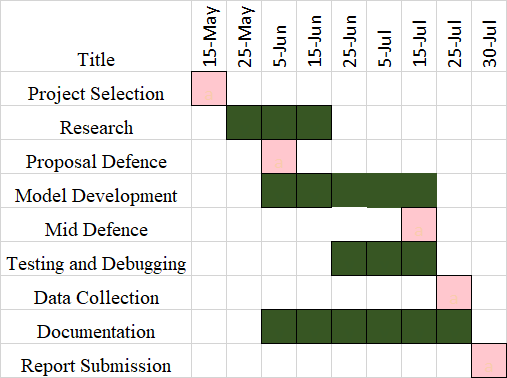 Title
15-May
25-May
5-Jun
15-Jun
25-Jun
5-Jul
15-Jul
25-Jul
30-Jul
Project Selection
Research
Proposal Defence
Model Development
Mid Defence
Testing and Debugging
Data Collection
Documentation
Report Submission